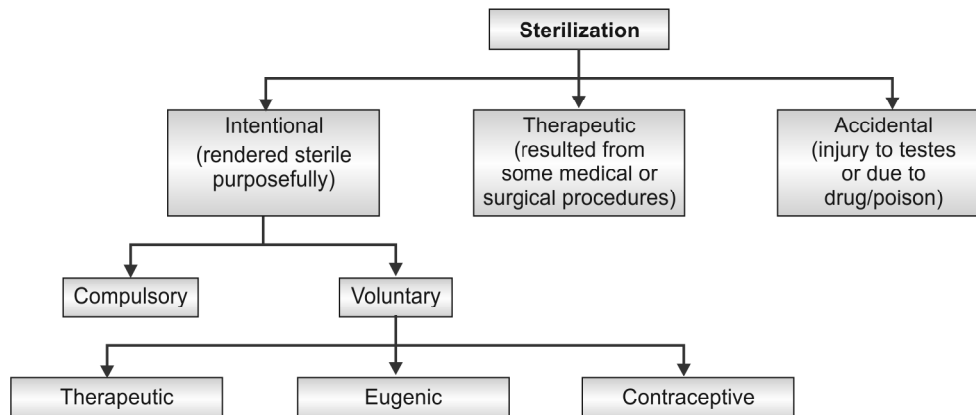 Sterilization
Intentional
(rendered sterile
purposefully)
Therapeutic
(resulted from
some medical or
surgical procedures)
Accidental
(injury to testes
or due to
drug/poison)
Compulsory
Voluntary
Therapeutic
Eugenic
Contraceptive